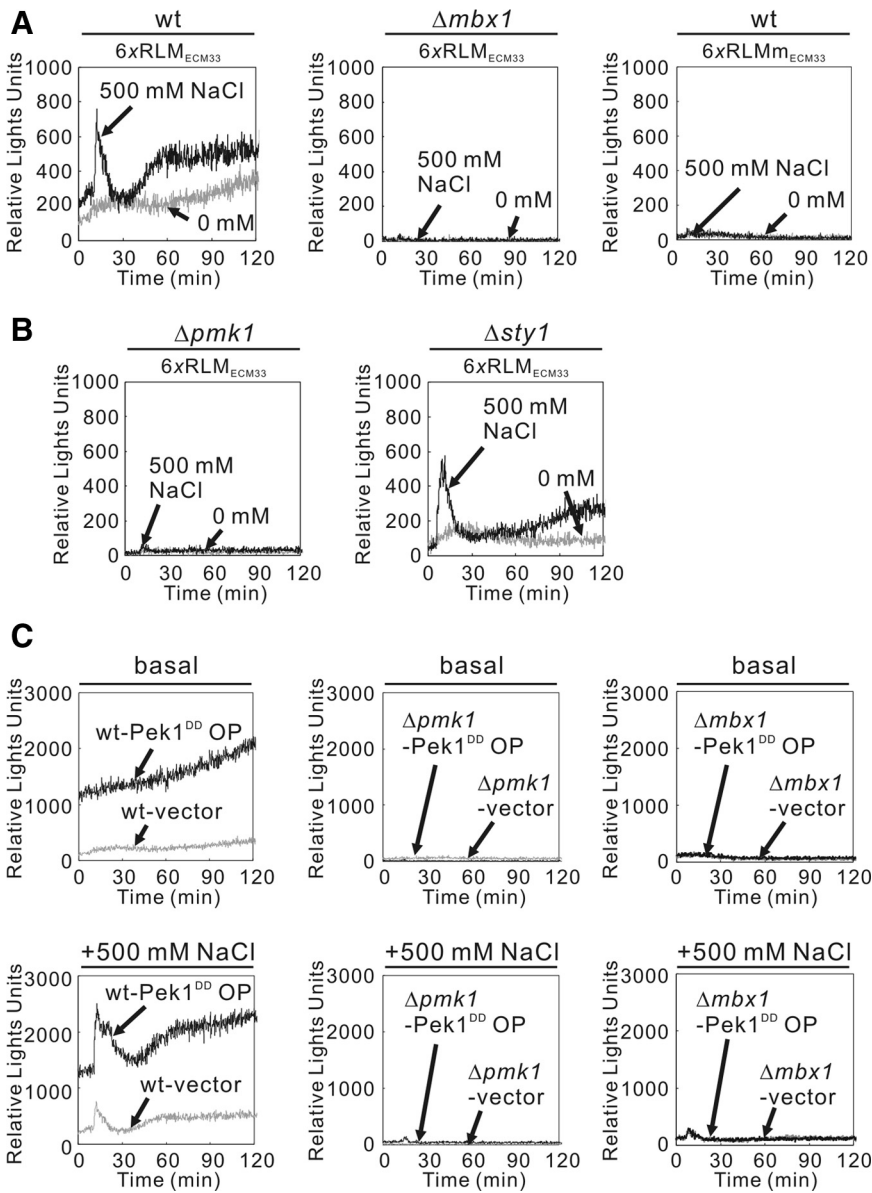 A
wt
6xRLM ECM33
Relative Lights Units
1000
800
600
400
200
0
500 mM NaCl
0 mM
0 30 60 90 120
Time (min)
Δmbx1
6xRLM ECM33
Relative Lights Units
1000
800
600
400
200
0
500 mM
NaCl
0 mM
0 30 60 90 120
Time (min)
wt
6xRLMm ECM33
Relative Lights Units
1000
800
600
400
200
0
500 mM NaCl
0 mM
0 30 60 90 120
Time (min)
B
Δpmk1
6xRLM ECM33
Relative Lights Units
1000
800
600
400
200
0
500 mM
NaCl
0 mM
0 30 60 90 120
Time (min)
Δsty1
6xRLM ECM33
Relative Lights Units
1000
800
600
400
200
0
500 mM
NaCl
0 mM
0 30 60 90 120
Time (min)
C
basal
Relative Lights Units
3000
2000
1000
0
wt-Pek1DD OP
wt-vector
0 30 60 90 120
Time (min)
basal
Relative Lights Units
3000
2000
1000
0
Δpmk1
-Pek1DD OP
Δpmk1
-vector
0 30 60 90 120
Time (min)
basal
Relative Lights Units
3000
2000
1000
0
Δmbx1
-Pek1DD OP
Δmbx1
-vector
0 30 60 90 120
Time (min)
+500 mM NaCl
Relative Lights Units
3000
2000
1000
0
wt-Pek1DD OP
wt-vector
0 30 60 90 120
Time (min)
+500 mM NaCl
Relative Lights Units
3000
2000
1000
0
Δpmk1
-Pek1DD OP
Δpmk1
-vector
0 30 60 90 120
Time (min)
+500 mM NaCl
Relative Lights Units
3000
2000
1000
0
Δmbx1
-Pek1DD OP
Δmbx1
-vector
0 30 60 90 120
Time (min)